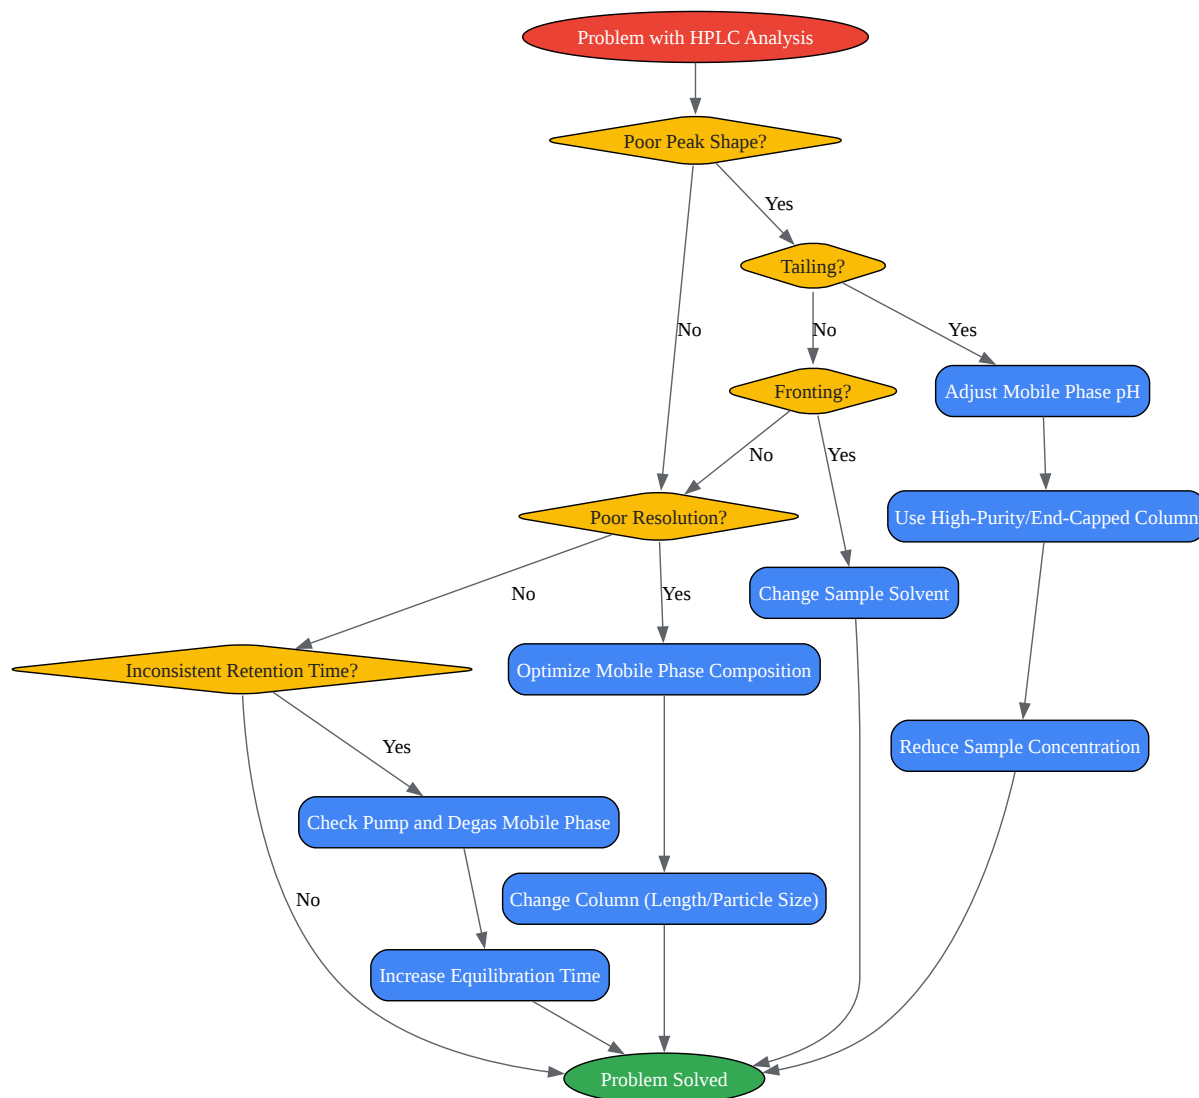 Problem with HPLC Analysis
Poor Peak Shape?
Yes
Tailing?
No
No
Yes
Fronting?
Adjust Mobile Phase pH
No
Yes
Poor Resolution?
Use High-Purity/End-Capped Column
No
Yes
Change Sample Solvent
Inconsistent Retention Time?
Optimize Mobile Phase Composition
Yes
Reduce Sample Concentration
Check Pump and Degas Mobile Phase
No
Change Column (Length/Particle Size)
Increase Equilibration Time
Problem Solved